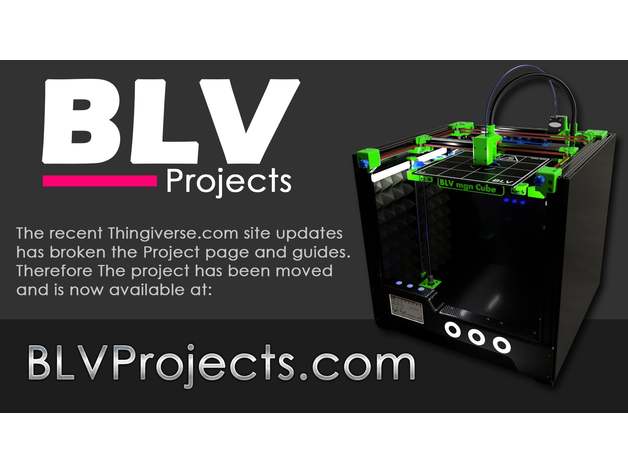 BLV
Projects
The recent Thingiverse.com site updates
has broken the Project page and guides.
Therefore The project has been moved
and is now available at:
BLVProjects.com
BLV
BLV mgn Cube